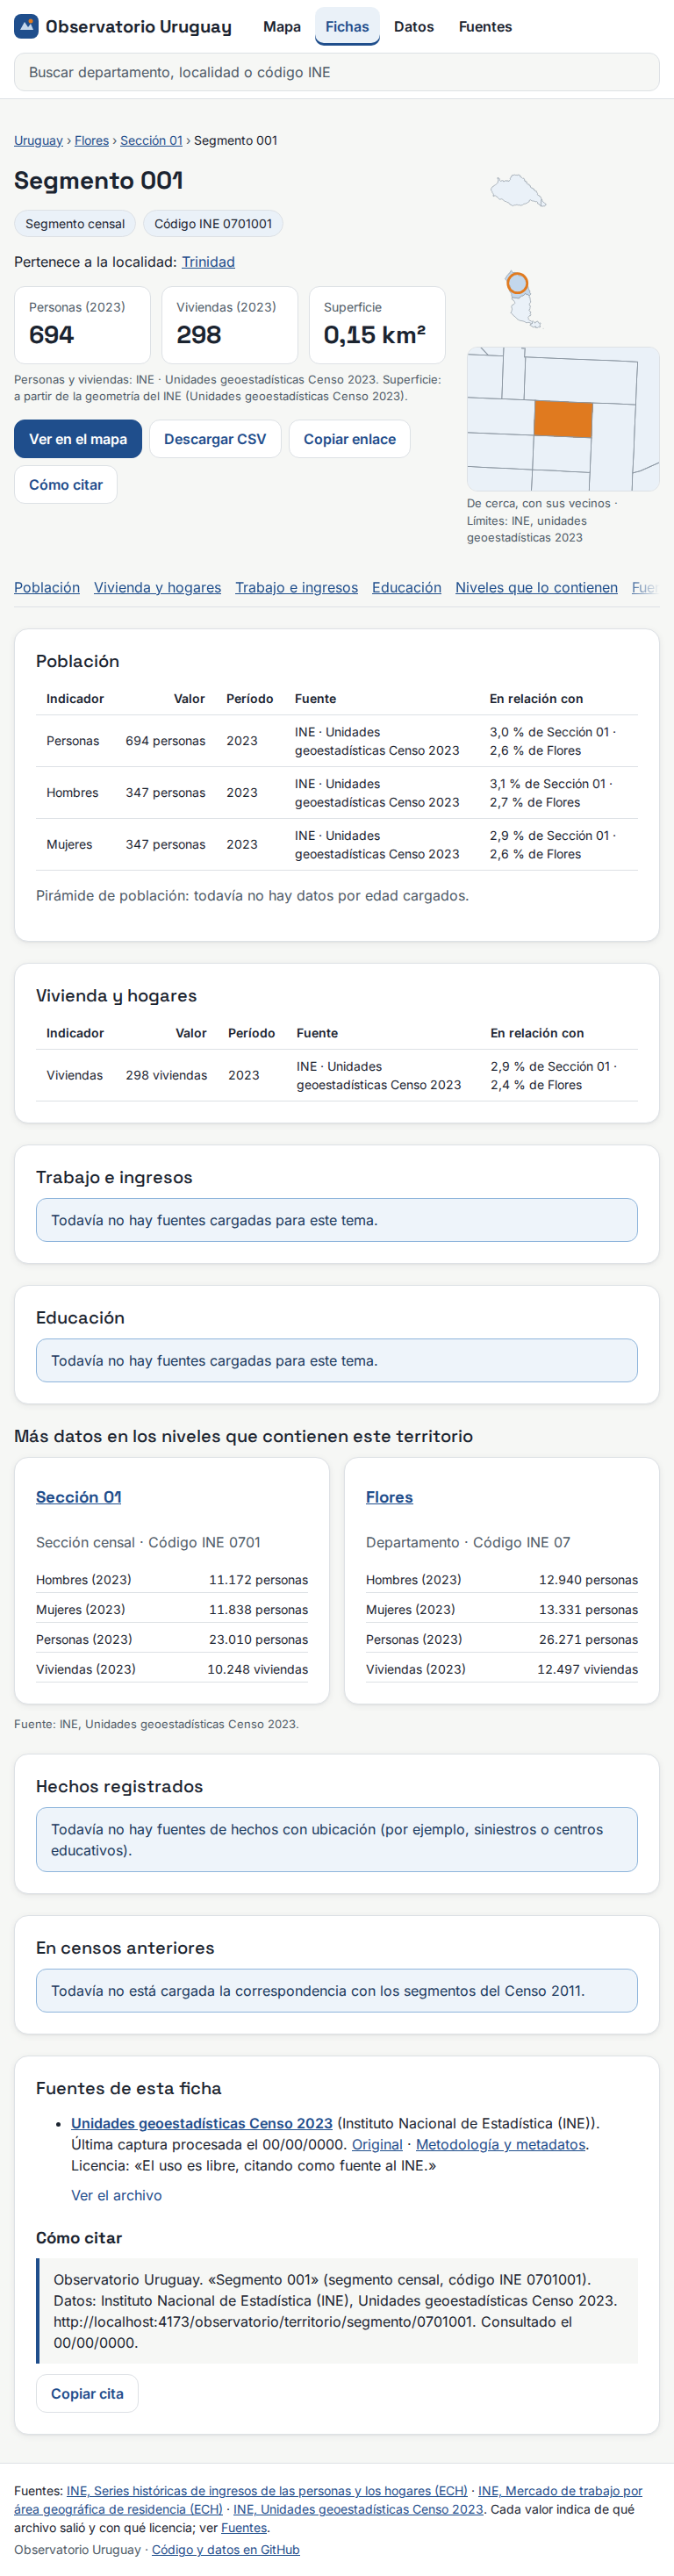 Observatorio Uruguay
Mapa
Fichas
Datos
Fuentes
Buscar departamento, localidad o código INE
Uruguay › Flores › Sección 01 › Segmento 001
Segmento 001
Segmento censal
Código INE 0701001
Pertenece a la localidad: Trinidad
Personas (2023)
694
Viviendas (2023)
298
Superficie
0,15 km²
Personas y viviendas: INE · Unidades geoestadísticas Censo 2023. Superficie:
a partir de la geometría del INE (Unidades geoestadísticas Censo 2023).
Ver en el mapa
Descargar CSV
Copiar enlace
Cómo citar
De cerca, con sus vecinos ·
Límites: INE, unidades
geoestadísticas 2023
Población Vivienda y hogares Trabajo e ingresos Educación Niveles que lo contienen
Población
Indicador Valor Período Fuente En relación con
Personas 694 personas 2023 INE · Unidades geoestadísticas Censo 2023 3,0 % de Sección 01 · 2,6 % de Flores
Hombres 347 personas 2023 INE · Unidades geoestadísticas Censo 2023 3,1 % de Sección 01 · 2,7 % de Flores
Mujeres 347 personas 2023 INE · Unidades geoestadísticas Censo 2023 2,9 % de Sección 01 · 2,6 % de Flores
Pirámide de población: todavía no hay datos por edad cargados.
Vivienda y hogares
Indicador Valor Período Fuente En relación con
Viviendas 298 viviendas 2023 INE · Unidades geoestadísticas Censo 2023 2,9 % de Sección 01 · 2,4 % de Flores
Trabajo e ingresos
Todavía no hay fuentes cargadas para este tema.
Educación
Todavía no hay fuentes cargadas para este tema.
Más datos en los niveles que contienen este territorio
Sección 01
Sección censal · Código INE 0701
Hombres (2023) 11.172 personas
Mujeres (2023) 11.838 personas
Personas (2023) 23.010 personas
Viviendas (2023) 10.248 viviendas
Flores
Departamento · Código INE 07
Hombres (2023) 12.940 personas
Mujeres (2023) 13.331 personas
Personas (2023) 26.271 personas
Viviendas (2023) 12.497 viviendas
Fuente: INE, Unidades geoestadísticas Censo 2023.
Hechos registrados
Todavía no hay fuentes de hechos con ubicación (por ejemplo, siniestros o centros
educativos).
En censos anteriores
Todavía no está cargada la correspondencia con los segmentos del Censo 2011.
Fuentes de esta ficha
• Unidades geoestadísticas Censo 2023 (Instituto Nacional de Estadística (INE)).
Última captura procesada el 00/00/0000. Original · Metodología y metadatos.
Licencia: «El uso es libre, citando como fuente al INE.»
Ver el archivo
Cómo citar
Observatorio Uruguay. «Segmento 001» (segmento censal, código INE 0701001).
Datos: Instituto Nacional de Estadística (INE), Unidades geoestadísticas Censo 2023.
http://localhost:4173/observatorio/territorio/segmento/0701001. Consultado el
00/00/0000.
Copiar cita
Fuentes: INE, Series históricas de ingresos de las personas y los hogares (ECH) · INE, Mercado de trabajo por
área geográfica de residencia (ECH) · INE, Unidades geoestadísticas Censo 2023. Cada valor indica de qué
archivo salió y con qué licencia; ver Fuentes.
Observatorio Uruguay · Código y datos en GitHub